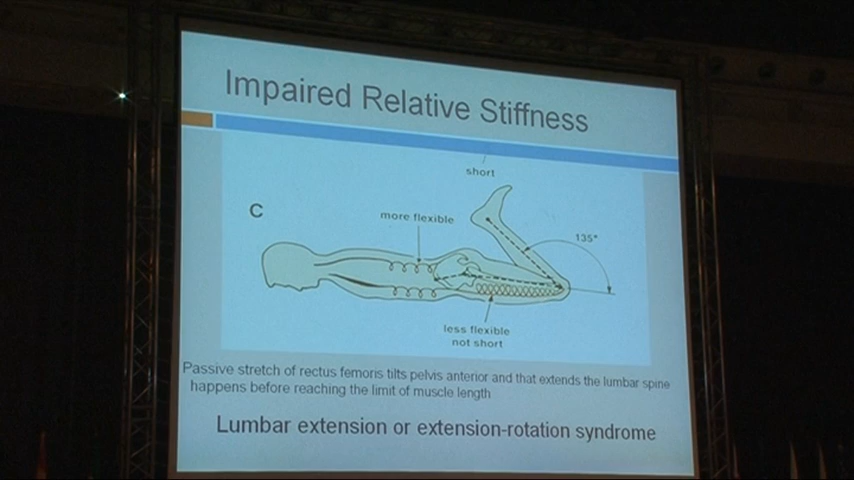 Impaired Relative Stiffness
short
C
more flexible
135°
less flexible
not short
Passive stretch of rectus femoris tilts pelvis anterior and that extends the lumbar spine
happens before reaching the limit of muscle length
Lumbar extension or extension-rotation syndrome